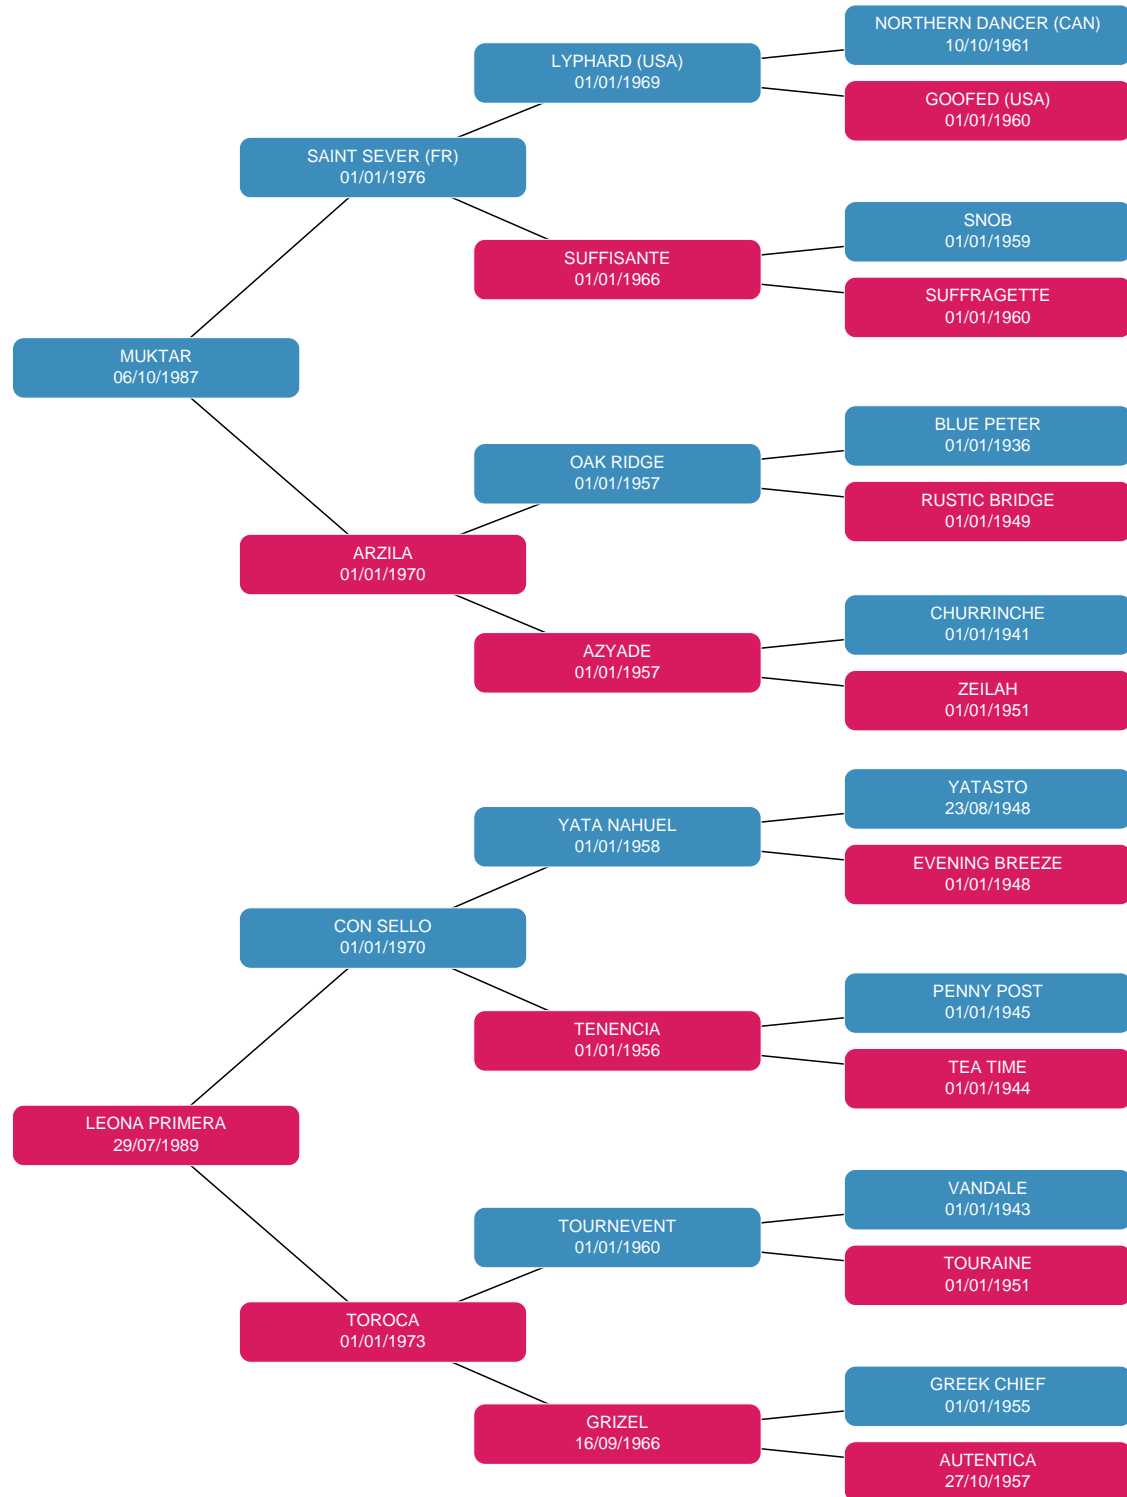 NORTHERN DANCER (CAN)
10/10/1961
LYPHARD (USA)
01/01/1969
GOOFED (USA)
01/01/1960
SAINT SEVER (FR)
01/01/1976
SNOB
01/01/1959
SUFFISANTE
01/01/1966
SUFFRAGETTE
01/01/1960
MUKTAR
06/10/1987
BLUE PETER
01/01/1936
OAK RIDGE
01/01/1957
RUSTIC BRIDGE
01/01/1949
ARZILA
01/01/1970
CHURRINCHE
01/01/1941
AZYADE
01/01/1957
ZEILAH
01/01/1951
YATASTO
23/08/1948
YATA NAHUEL
01/01/1958
EVENING BREEZE
01/01/1948
CON SELLO
01/01/1970
PENNY POST
01/01/1945
TENENCIA
01/01/1956
TEA TIME
01/01/1944
LEONA PRIMERA
29/07/1989
VANDALE
01/01/1943
TOURNEVENT
01/01/1960
TOURAINE
01/01/1951
TOROCA
01/01/1973
GREEK CHIEF
01/01/1955
GRIZEL
16/09/1966
AUTENTICA
27/10/1957